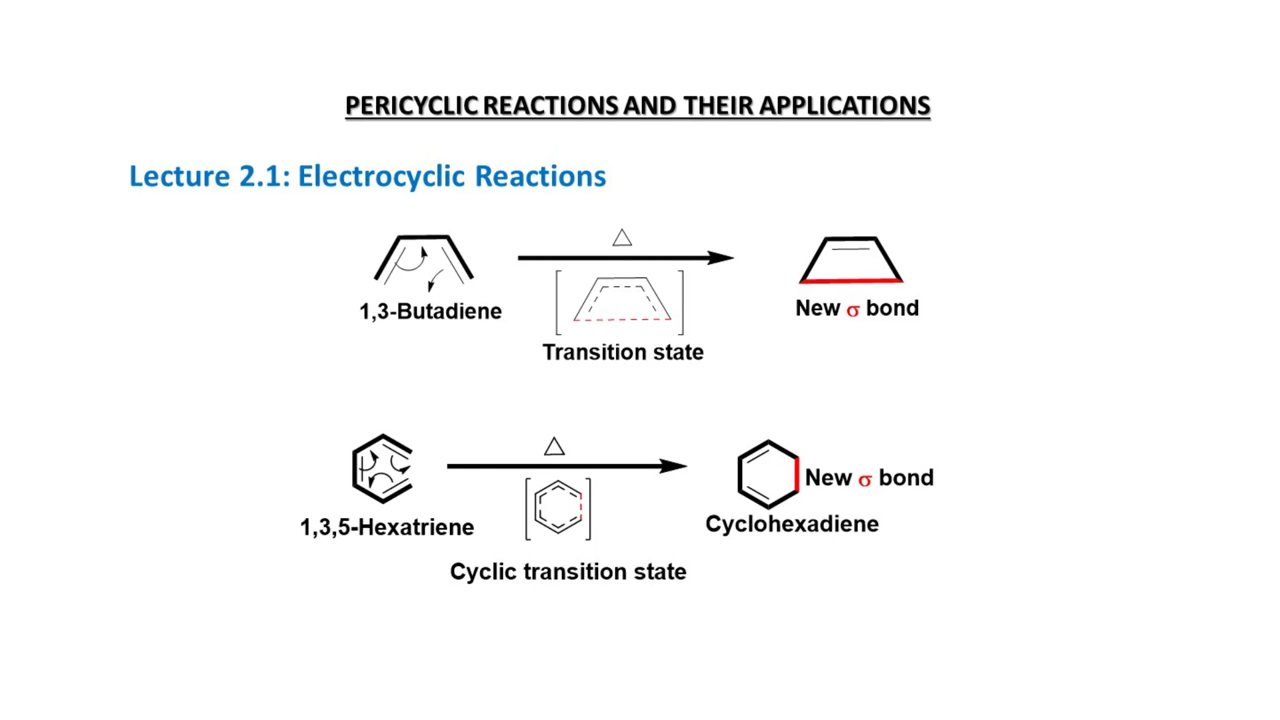 PERICYCLIC REACTIONS AND THEIR APPLICATIONS
Lecture 2.1: Electrocyclic Reactions
△
1,3-Butadiene
New σ bond
Transition state
△
New σ bond
1,3,5-Hexatriene
Cyclohexadiene
Cyclic transition state